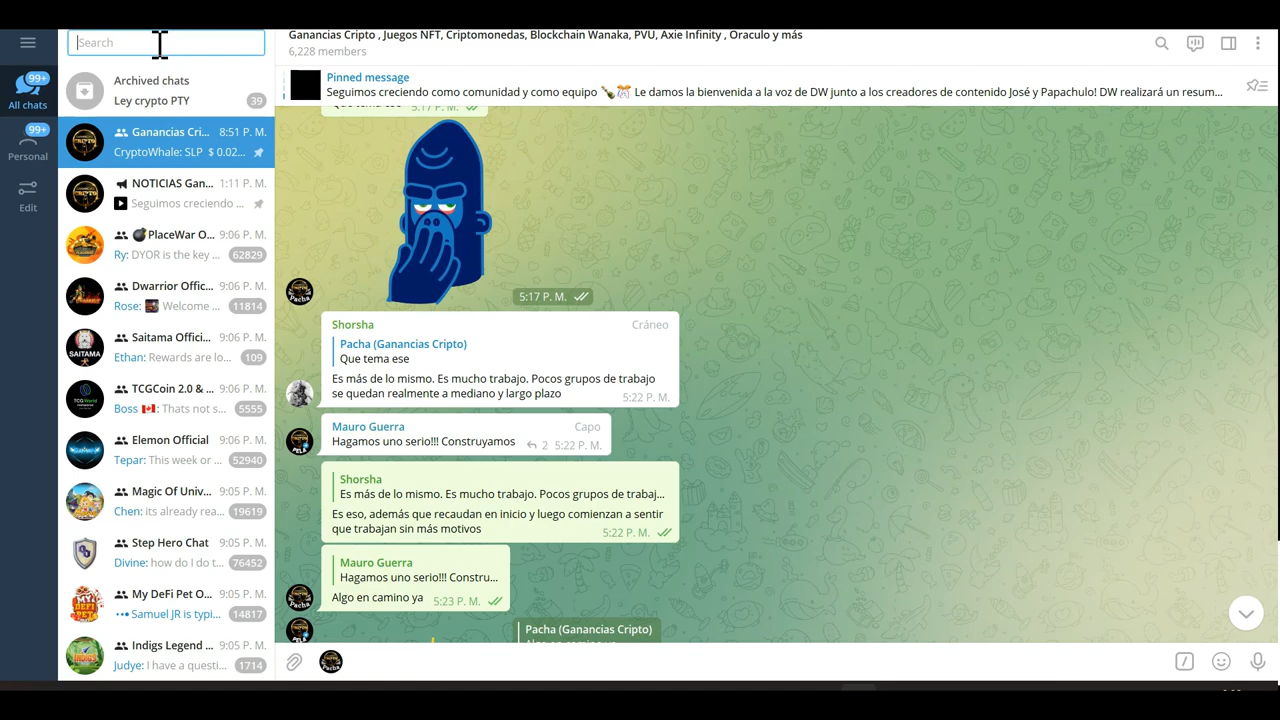 Search
Ganancias Cripto , Juegos NFT, Criptomonedas, Blockchain Wanaka, PVU, Axie Infinity , Oraculo y más
6,228 members
99+
All chats
99+
Personal
Edit
Archived chats
Ley crypto PTY 39
Ganancias Cri... 8:51 P. M.
CryptoWhale: SLP $ 0.02...
NOTICIAS Gan... 1:11 P. M.
Seguimos creciendo ...
💣PlaceWar O... 9:06 P. M.
Ry: DYOR is the key ... 62829
Dwarrior Offic... 9:06 P. M.
Rose: Welcome ... 11814
Saitama Offici... 9:06 P. M.
Ethan: Rewards are lo... 109
TCGCoin 2.0 & ... 9:06 P. M.
Boss 🇨🇦: Thats not s... 5555
Elemon Official 9:06 P. M.
Tepar: This week or ... 52940
Magic Of Univ... 9:05 P. M.
Chen: its already rea... 19619
Step Hero Chat 9:05 P. M.
Divine: how do I do t... 76452
My DeFi Pet O... 9:05 P. M.
Samuel JR is typi... 14817
Indigs Legend ... 9:05 P. M.
Judye: I have a questi... 1714
Pinned message
Seguimos creciendo como comunidad y como equipo 🍾🎊 Le damos la bienvenida a la voz de DW junto a los creadores de contenido José y Papachulo! DW realizará un resum...
Que tema ese 5:17 P. M.
5:17 P. M.
Shorsha Cráneo
Pacha (Ganancias Cripto)
Que tema ese
Es más de lo mismo. Es mucho trabajo. Pocos grupos de trabajo
se quedan realmente a mediano y largo plazo
5:22 P. M.
Mauro Guerra Capo
Hagamos uno serio!!! Construyamos 2 5:22 P. M.
Shorsha
Es más de lo mismo. Es mucho trabajo. Pocos grupos de trabaj...
Es eso, además que recaudan en inicio y luego comienzan a sentir
que trabajan sin más motivos 5:22 P. M.
Mauro Guerra
Hagamos uno serio!!! Constru...
Algo en camino ya 5:23 P. M.
Pacha (Ganancias Cripto)